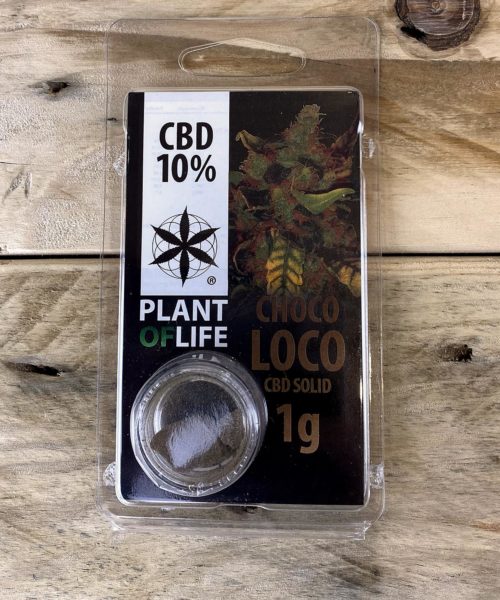 CBD
10%
®
PLANT
OFLIFE
CHOCO
LOCO
CBD SOLID
1g